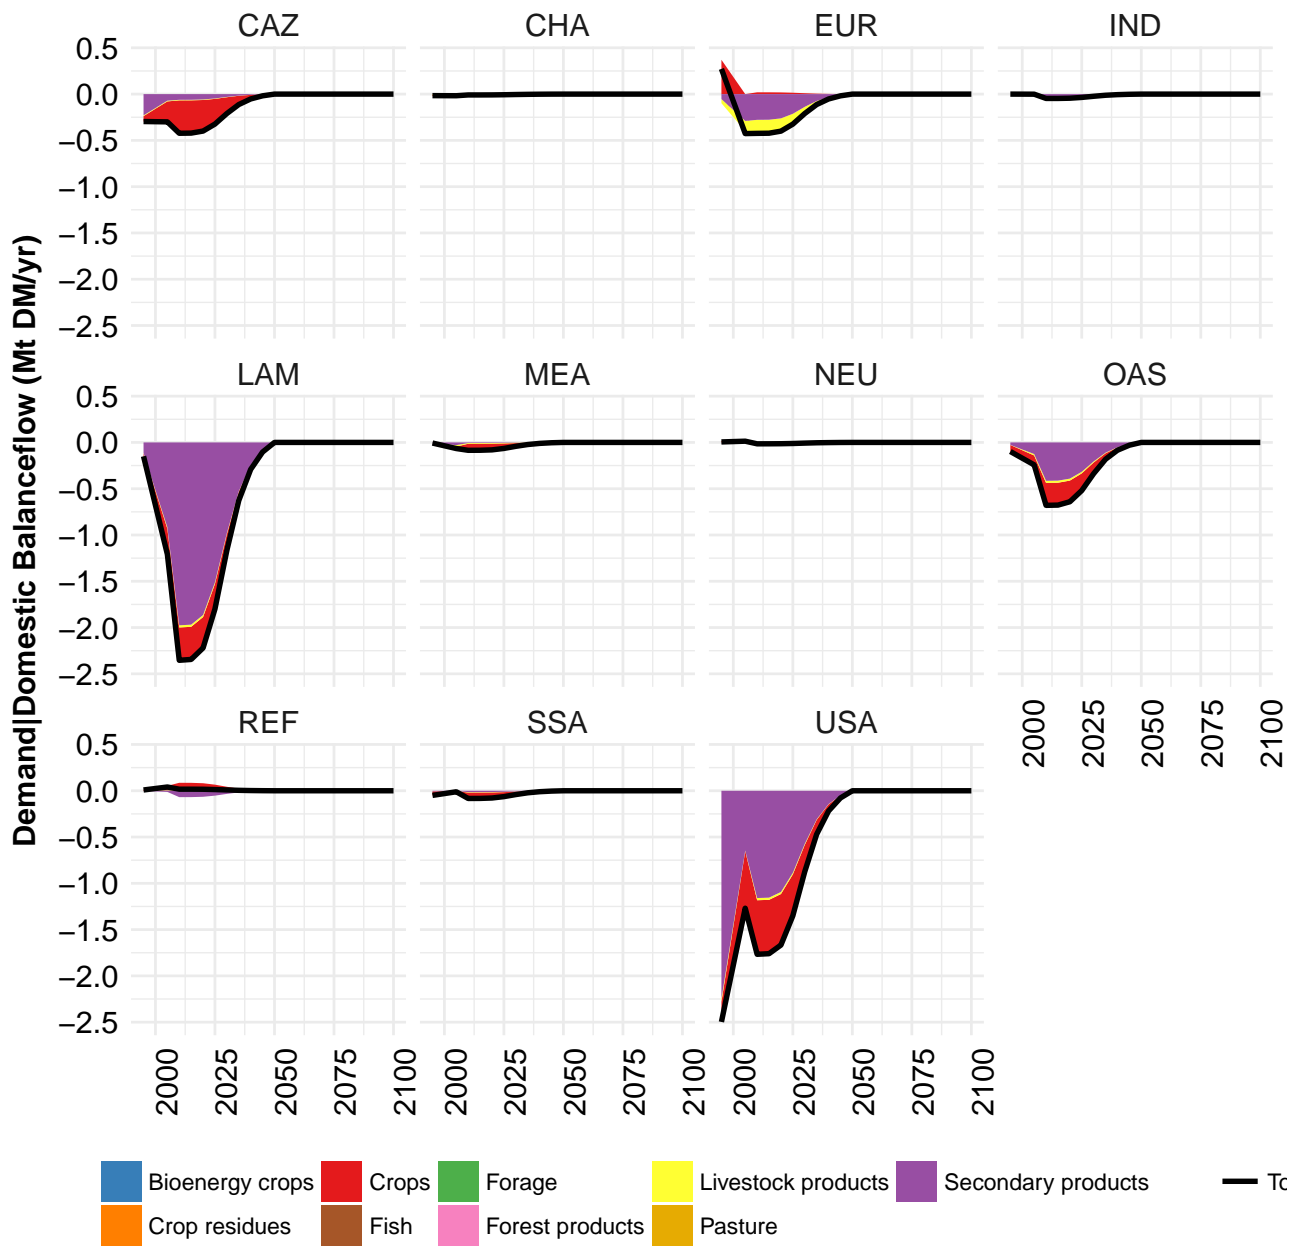 CAZ CHA EUR IND
0.5
0.0
−0.5
−1.0
−1.5
−2.0
−2.5
LAM MEA NEU OAS
0.5
0.0
−0.5
−1.0
−1.5
−2.0
−2.5
2000 2025 2050 2075 2100
REF SSA USA
0.5
0.0
−0.5
−1.0
−1.5
−2.0
−2.5
2000 2025 2050 2075 2100 2000 2025 2050 2075 2100 2000 2025 2050 2075 2100
Demand|Domestic Balanceflow (Mt DM/yr)
Bioenergy crops Crops Forage Livestock products Secondary products
Crop residues Fish Forest products Pasture